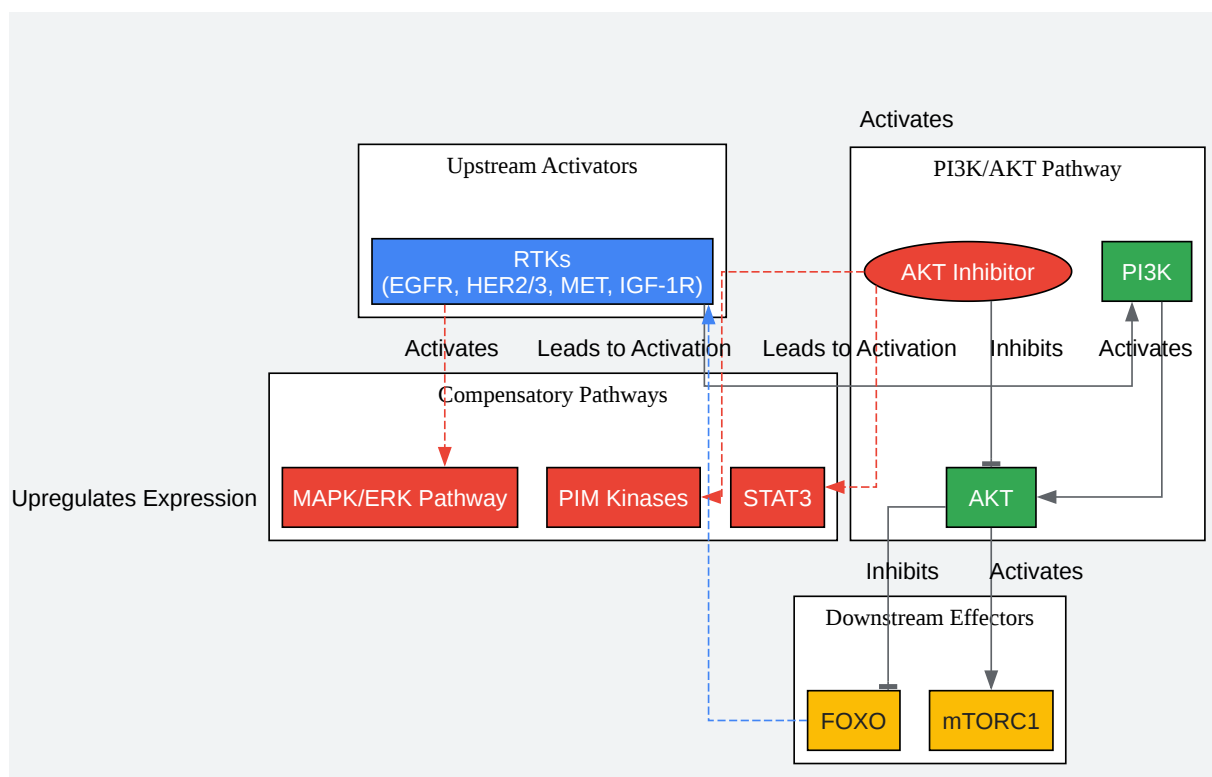 Activates
Upstream Activators
PI3K/AKT Pathway
RTKs
(EGFR, HER2/3, MET, IGF-1R)
AKT Inhibitor
PI3K
Activates
Leads to Activation
Leads to Activation
Inhibits
Activates
Compensatory Pathways
Upregulates Expression
MAPK/ERK Pathway
PIM Kinases
STAT3
AKT
Inhibits
Activates
Downstream Effectors
FOXO
mTORC1